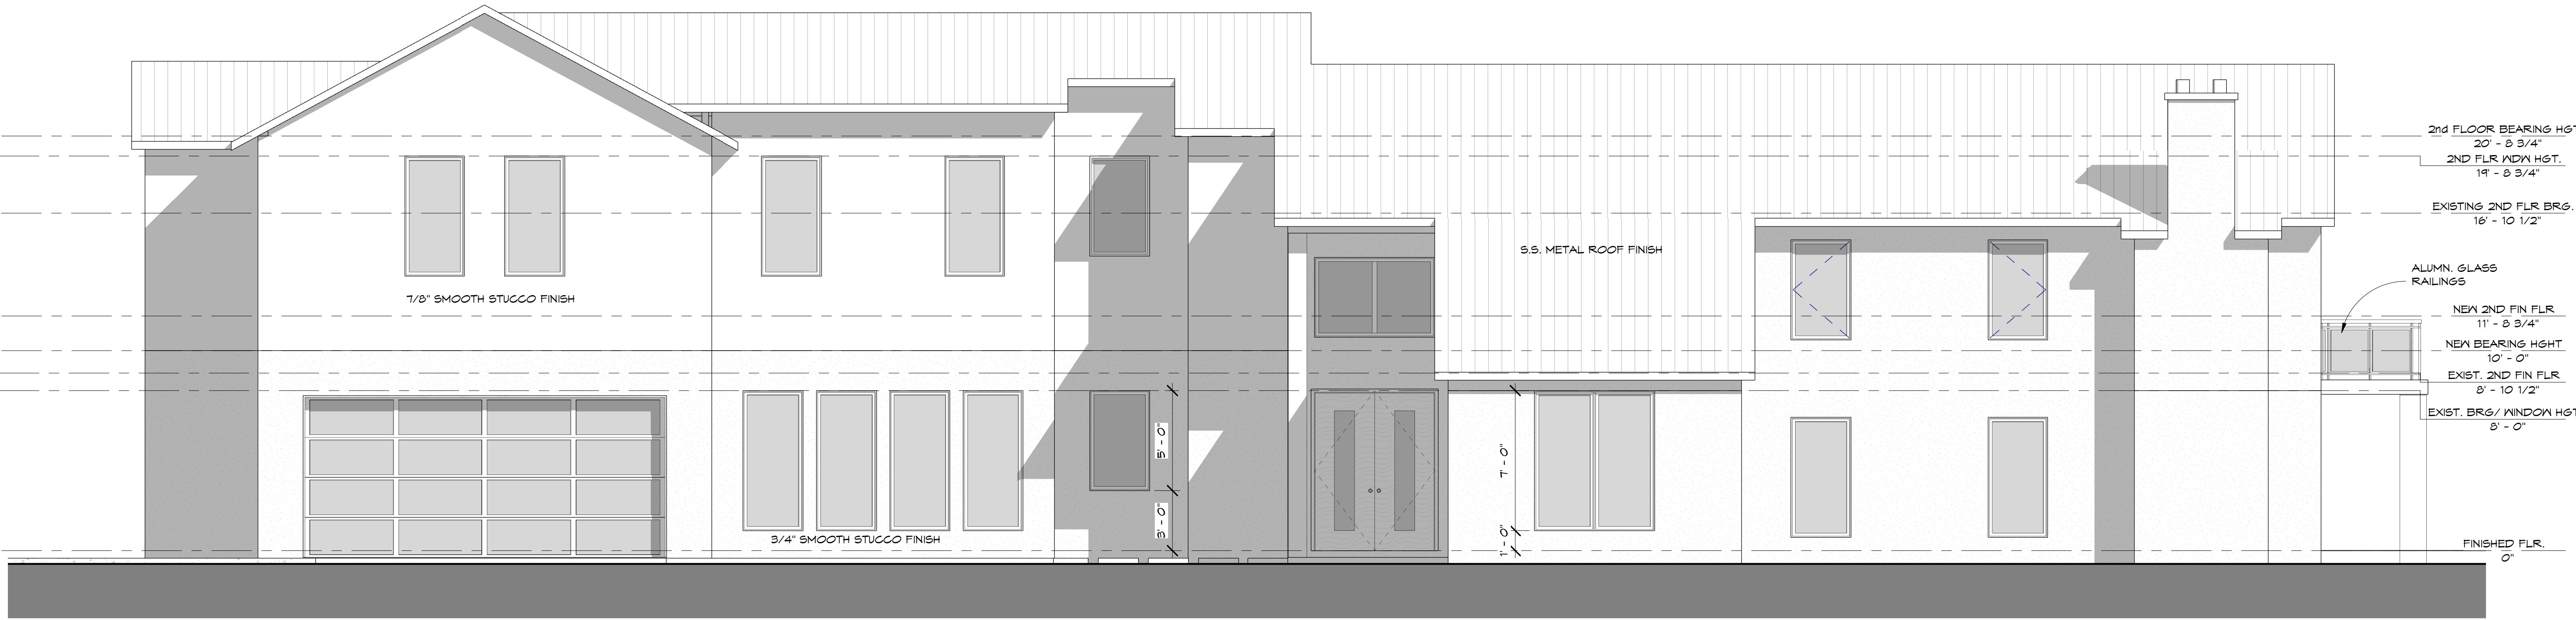 2nd FLOOR BEARING HGT
20' - 8 3/4"
2ND FLR WDW HGT.
19' - 8 3/4"
EXISTING 2ND FLR BRG.
16' - 10 1/2"
S.S. METAL ROOF FINISH
ALUMN. GLASS
RAILINGS
7/8" SMOOTH STUCCO FINISH
NEW 2ND FIN FLR
11' - 8 3/4"
NEW BEARING HGHT
10' - 0"
EXIST. 2ND FIN FLR
8' - 10 1/2"
EXIST. BRG/ WINDOW HGT
8' - 0"
5' - 0"
7' - 0"
3' - 0"
1' - 0"
3/4" SMOOTH STUCCO FINISH
FINISHED FLR.
0"